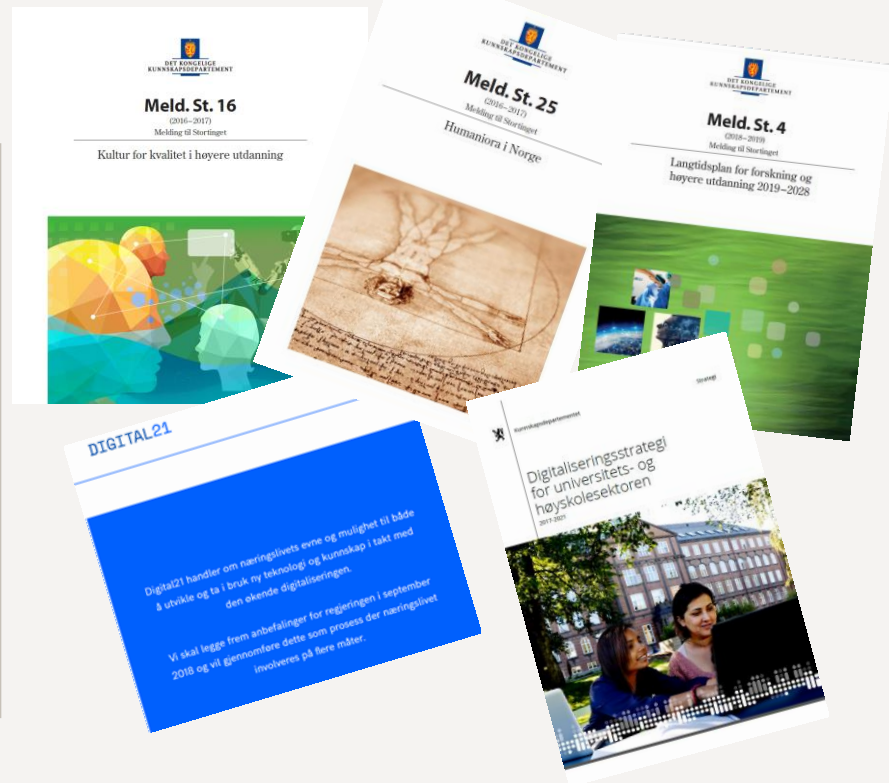 DET KONGELIGE
KUNNSKAPSDEPARTEMENT
Meld. St. 16
(2016–2017)
Melding til Stortinget
Kultur for kvalitet i høyere utdanning
DET KONGELIGE
KUNNSKAPSDEPARTEMENT
Meld. St. 25
(2016–2017)
Melding til Stortinget
Humaniora i Norge
DET KONGELIGE
KUNNSKAPSDEPARTEMENT
Meld. St. 4
(2018–2019)
Melding til Stortinget
Langtidsplan for forskning og
høyere utdanning 2019–2028
DIGITAL21
Digital21 handler om næringslivets evne og mulighet til både
å utvikle og ta i bruk ny teknologi og kunnskap i takt med
den økende digitaliseringen.
Vi skal legge frem anbefalinger for regjeringen i september
2018 og vil gjennomføre dette som prosess der næringslivet
involveres på flere måter.
Kunnskapsdepartementet
Strategi
Digitaliseringsstrategi
for universitets- og
høyskolesektoren
2017-2021